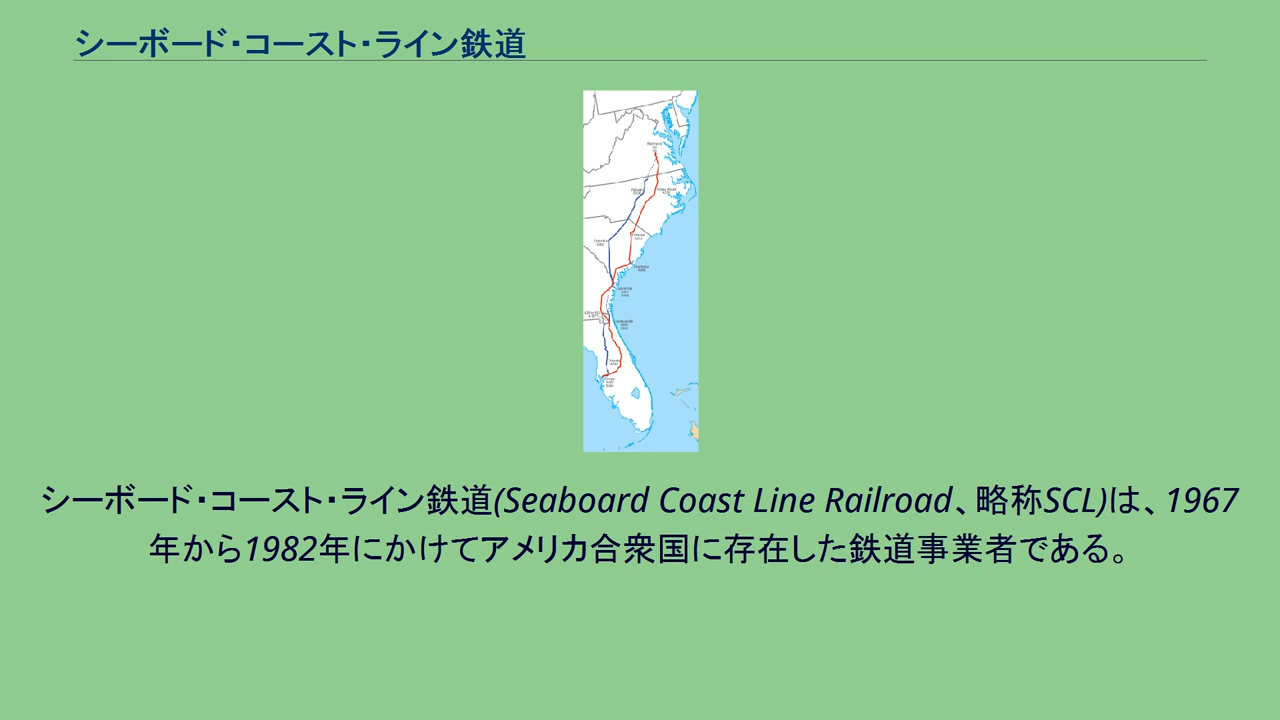 シーボード・コースト・ライン鉄道
Richmond
シーボード・コースト・ライン鉄道(Seaboard Coast Line Railroad、略称SCL)は、1967
年から1982年にかけてアメリカ合衆国に存在した鉄道事業者である。